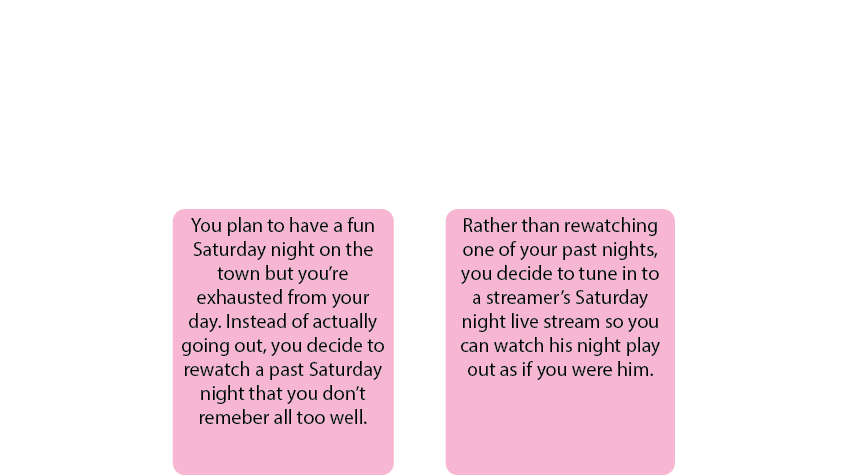 You plan to have a fun
Saturday night on the
town but you’re
exhausted from your
day. Instead of actually
going out, you decide to
rewatch a past Saturday
night that you don’t
remeber all too well.
Rather than rewatching
one of your past nights,
you decide to tune in to
a streamer’s Saturday
night live stream so you
can watch his night play
out as if you were him.